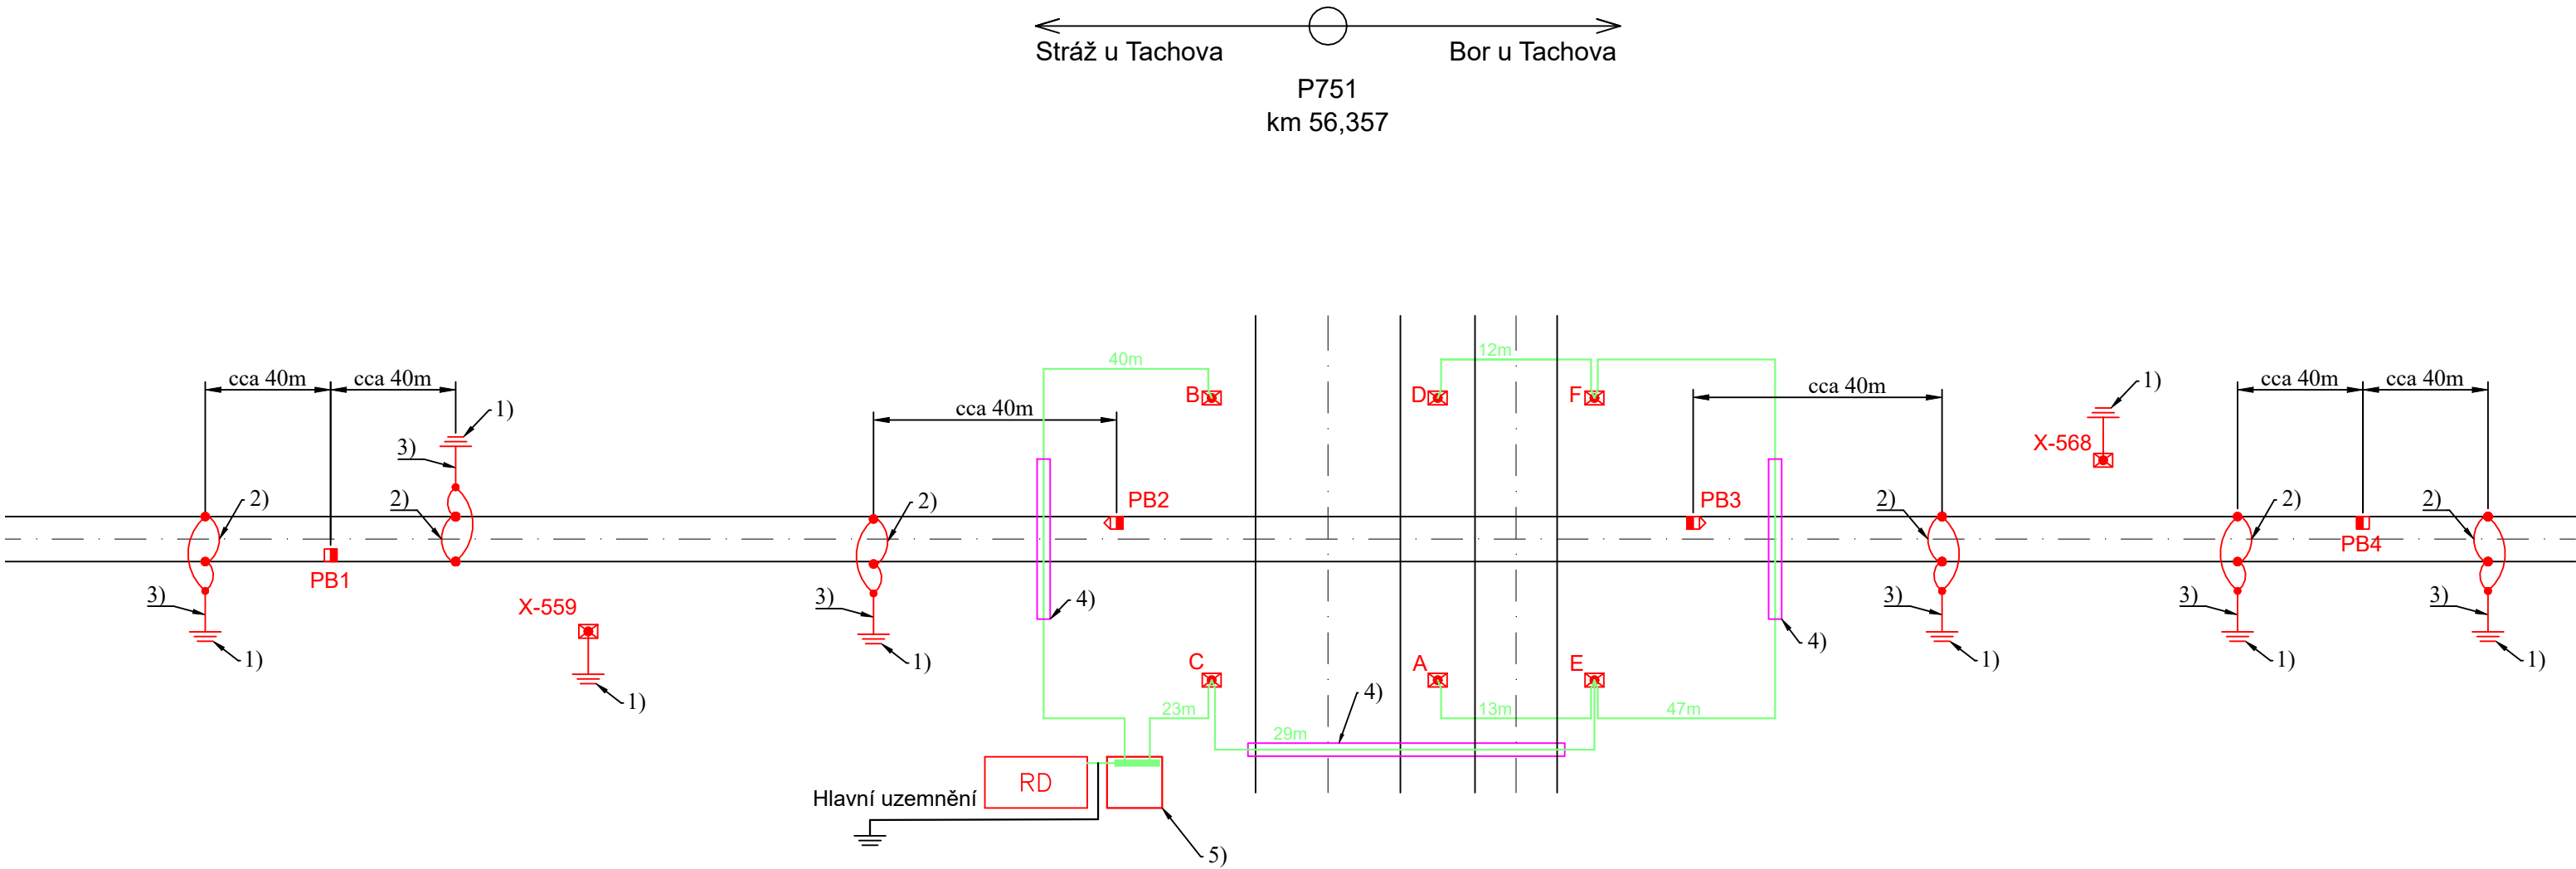 Stráž u Tachova
Bor u Tachova
P751
km 56,357
40m
12m
cca 40m
cca 40m
cca 40m
cca 40m
cca 40m
cca 40m
1)
1)
B
D
F
3)
X-568
2)
2)
PB2
2)
PB3
2)
2)
2)
PB1
PB4
3)
X-559
3)
4)
3)
3)
3)
1)
1)
C
A
E
4)
1)
1)
1)
1)
4)
23m
13m
47m
29m
RD
Hlavní uzemnění
5)